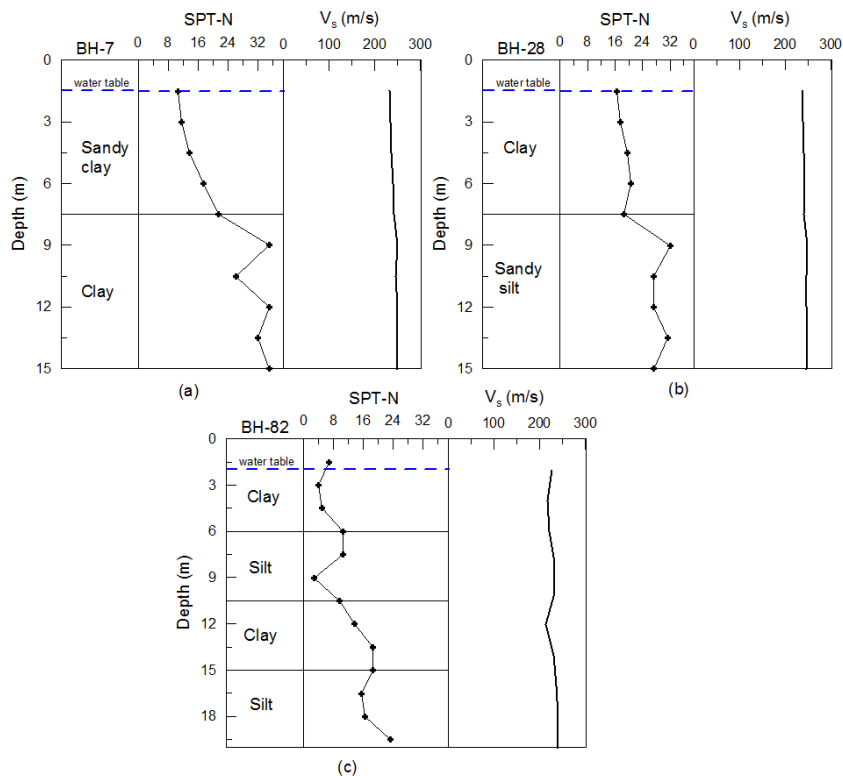 SPT-N
V_s (m/s)
BH-7
0 8 16 24 32 0 100 200 300
Depth (m)
0
3
6
9
12
15
water table
Sandy
clay
Clay
(a)
SPT-N
V_s (m/s)
BH-28
0 8 16 24 32 0 100 200 300
Depth (m)
0
3
6
9
12
15
water table
Clay
Sandy
silt
(b)
SPT-N
V_s (m/s)
BH-82
0 8 16 24 32 0 100 200 300
Depth (m)
0
3
6
9
12
15
18
water table
Clay
Silt
Clay
Silt
(c)